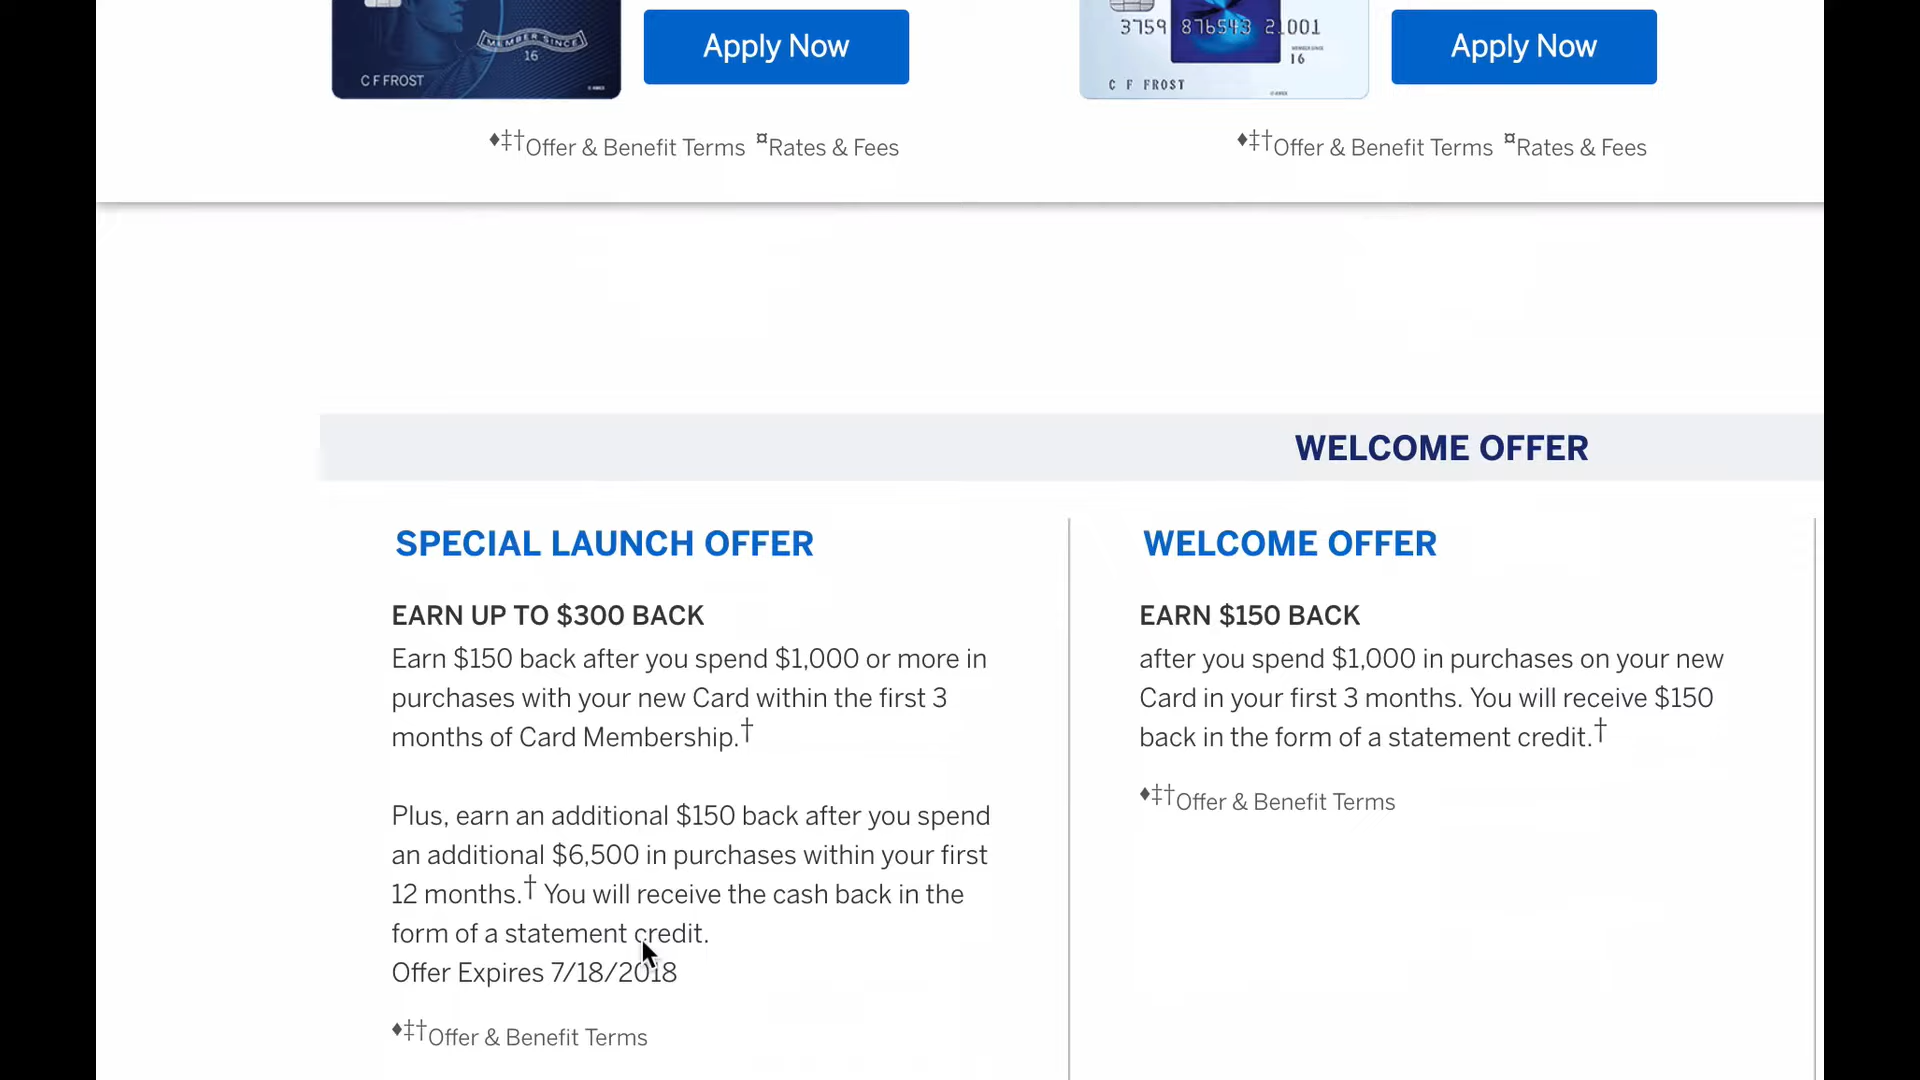 MEMBER SINCE
16
C F FROST
Apply Now
3759 876543 21001
MEMBER SINCE
16
C F FROST
Apply Now
♦‡†Offer & Benefit Terms ¤Rates & Fees
♦‡†Offer & Benefit Terms ¤Rates & Fees
WELCOME OFFER
SPECIAL LAUNCH OFFER
EARN UP TO $300 BACK
Earn $150 back after you spend $1,000 or more in
purchases with your new Card within the first 3
months of Card Membership.†
Plus, earn an additional $150 back after you spend
an additional $6,500 in purchases within your first
12 months.† You will receive the cash back in the
form of a statement credit.
Offer Expires 7/18/2018
♦‡†Offer & Benefit Terms
WELCOME OFFER
EARN $150 BACK
after you spend $1,000 in purchases on your new
Card in your first 3 months. You will receive $150
back in the form of a statement credit.†
♦‡†Offer & Benefit Terms